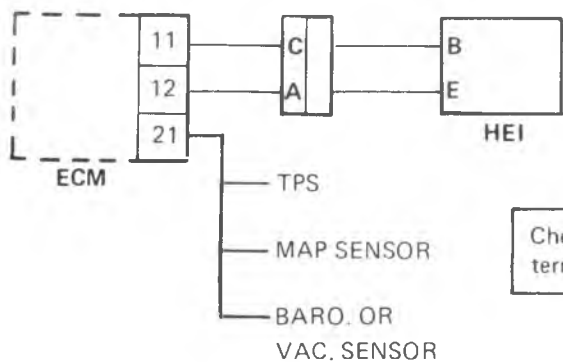 11 C B
12 A E
21 HEI
ECM
TPS
MAP SENSOR
BARO. OR
VAC. SENSOR